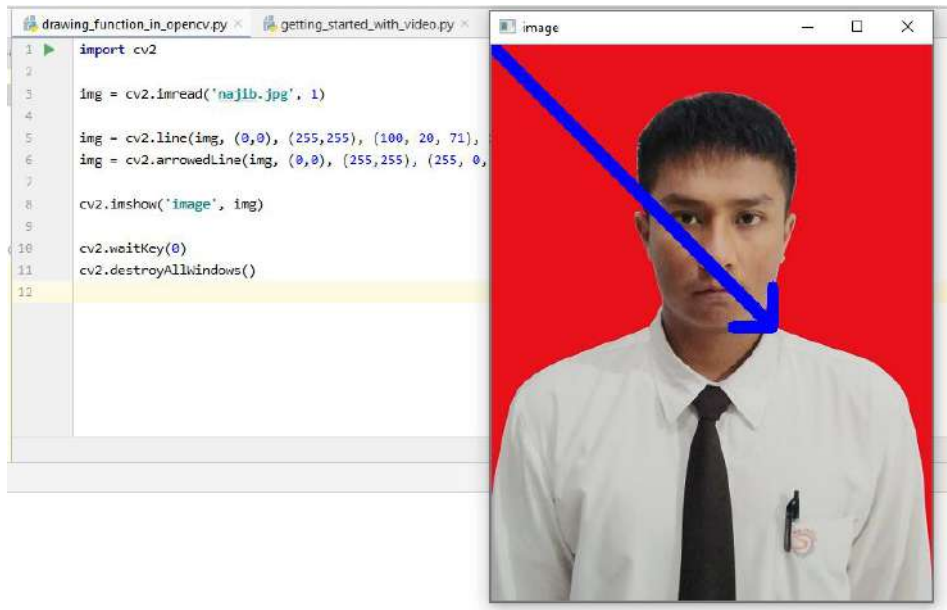 drawing_function_in_opencv.py
getting_started_with_video.py
image
1 import cv2
2
3 img = cv2.imread('najib.jpg', 1)
4
5 img = cv2.line(img, (0,0), (255,255), (100, 20, 71),
6 img = cv2.arrowedLine(img, (0,0), (255,255), (255, 0,
7
8 cv2.imshow('image', img)
9
10 cv2.waitKey(0)
11 cv2.destroyAllWindows()
12